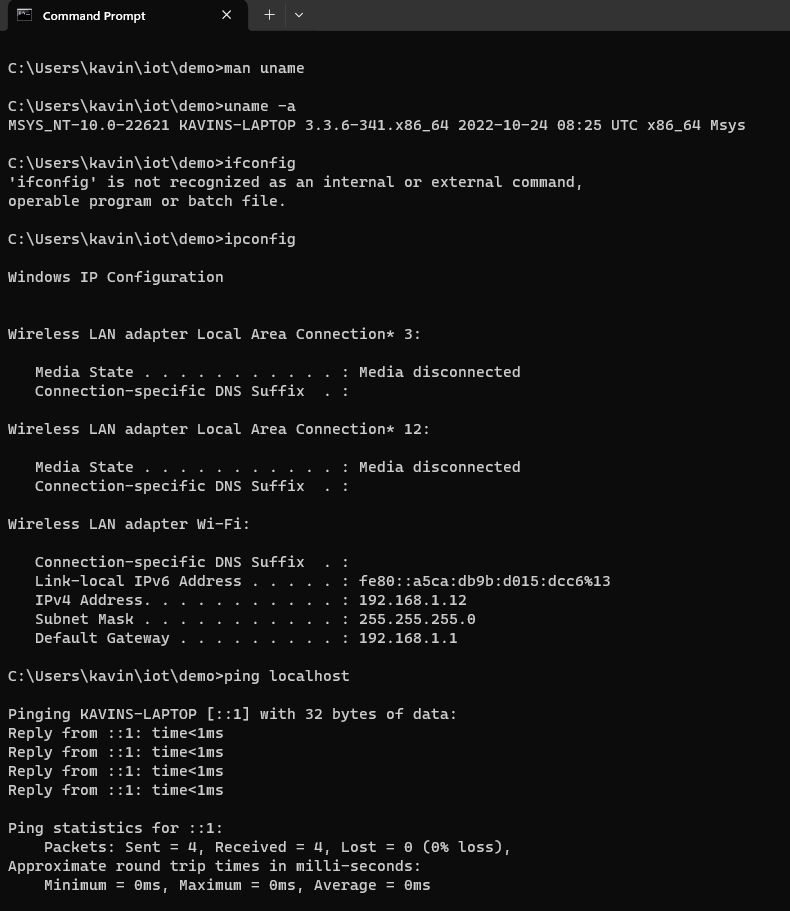 Command Prompt
C:\Users\kavin\iot\demo>man uname
C:\Users\kavin\iot\demo>uname -a
MSYS_NT-10.0-22621 KAVINS-LAPTOP 3.3.6-341.x86_64 2022-10-24 08:25 UTC x86_64 Msys
C:\Users\kavin\iot\demo>ifconfig
'ifconfig' is not recognized as an internal or external command,
operable program or batch file.
C:\Users\kavin\iot\demo>ipconfig
Windows IP Configuration
Wireless LAN adapter Local Area Connection* 3:
   Media State . . . . . . . . . . . : Media disconnected
   Connection-specific DNS Suffix  . :
Wireless LAN adapter Local Area Connection* 12:
   Media State . . . . . . . . . . . : Media disconnected
   Connection-specific DNS Suffix  . :
Wireless LAN adapter Wi-Fi:
   Connection-specific DNS Suffix  . :
   Link-local IPv6 Address . . . . . : fe80::a5ca:db9b:d015:dcc6%13
   IPv4 Address. . . . . . . . . . . : 192.168.1.12
   Subnet Mask . . . . . . . . . . . : 255.255.255.0
   Default Gateway . . . . . . . . . : 192.168.1.1
C:\Users\kavin\iot\demo>ping localhost
Pinging KAVINS-LAPTOP [::1] with 32 bytes of data:
Reply from ::1: time<1ms
Reply from ::1: time<1ms
Reply from ::1: time<1ms
Reply from ::1: time<1ms
Ping statistics for ::1:
    Packets: Sent = 4, Received = 4, Lost = 0 (0% loss),
Approximate round trip times in milli-seconds:
    Minimum = 0ms, Maximum = 0ms, Average = 0ms